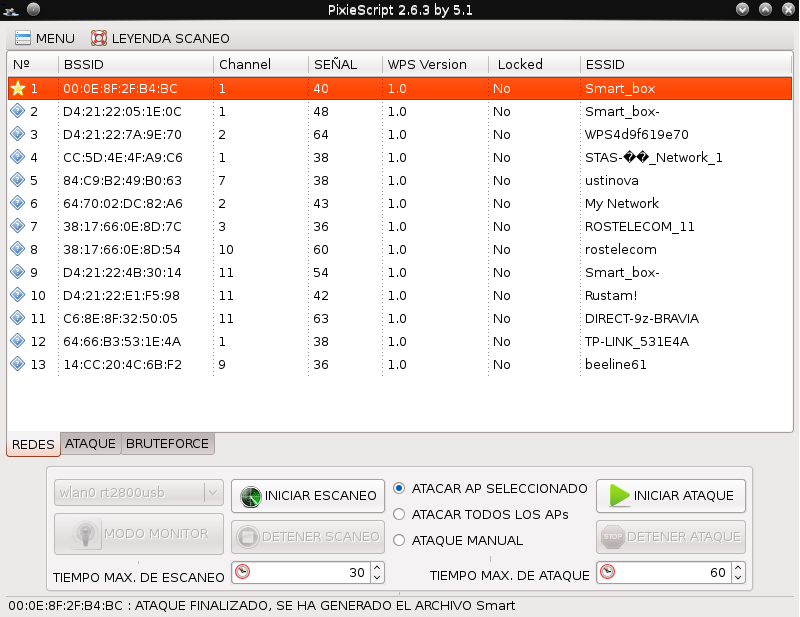 PixieScript 2.6.3 by 5.1
MENU LEYENDA SCANEO
Nº BSSID Channel SEÑAL WPS Version Locked ESSID
1 00:0E:8F:2F:B4:BC 1 40 1.0 No Smart_box
2 D4:21:22:05:1E:0C 1 48 1.0 No Smart_box-
3 D4:21:22:7A:9E:70 2 64 1.0 No WPS4d9f619e70
4 CC:5D:4E:4F:A9:C6 1 38 1.0 No STAS-��_Network_1
5 84:C9:B2:49:B0:63 7 38 1.0 No ustinova
6 64:70:02:DC:82:A6 2 43 1.0 No My Network
7 38:17:66:0E:8D:7C 3 36 1.0 No ROSTELECOM_11
8 38:17:66:0E:8D:54 10 60 1.0 No rostelecom
9 D4:21:22:4B:30:14 11 54 1.0 No Smart_box-
10 D4:21:22:E1:F5:98 11 42 1.0 No Rustam!
11 C6:8E:8F:32:50:05 11 63 1.0 No DIRECT-9z-BRAVIA
12 64:66:B3:53:1E:4A 1 38 1.0 No TP-LINK_531E4A
13 14:CC:20:4C:6B:F2 9 36 1.0 No beeline61
REDES ATAQUE BRUTEFORCE
wlan0 rt2800usb INICIAR ESCANEO ATACAR AP SELECCIONADO INICIAR ATAQUE
ATACAR TODOS LOS APs
MODO MONITOR DETENER SCANEO ATAQUE MANUAL STOP DETENER ATAQUE
TIEMPO MAX. DE ESCANEO 30 TIEMPO MAX. DE ATAQUE 60
00:0E:8F:2F:B4:BC : ATAQUE FINALIZADO, SE HA GENERADO EL ARCHIVO Smart